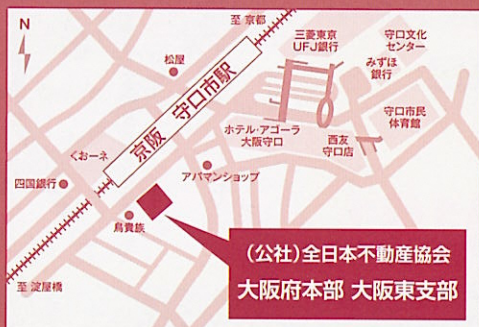 N
至 京都
松屋
三菱東京
UFJ銀行
守口文化
センター
みずほ
銀行
京阪 守口市駅
守口市民
体育館
ホテル・アゴーラ
大阪守口
西友
守口店
くおーネ
アパマンショップ
四国銀行
鳥貴族
(公社)全日本不動産協会
大阪府本部 大阪東支部
至 淀屋橋